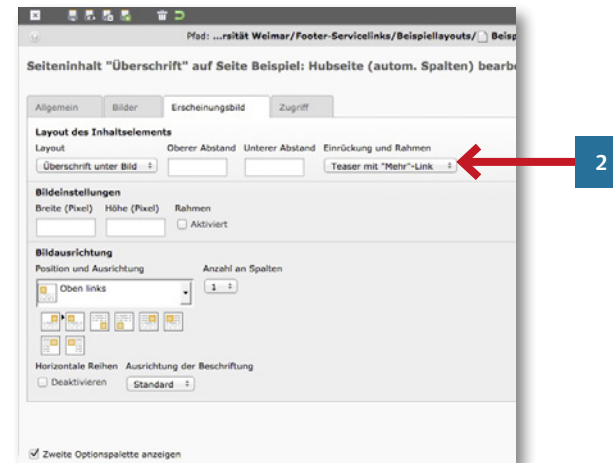 Pfad: ...rsität Weimar/Footer-Servicelinks/Beispiellayouts/ Beisp
Seiteninhalt "Überschrift" auf Seite Beispiel: Hubseite (autom. Spalten) bearb
Allgemein Bilder Erscheinungsbild Zugriff
Layout des Inhaltselements
Layout Oberer Abstand Unterer Abstand Einrückung und Rahmen
Überschrift unter Bild Teaser mit "Mehr"-Link
2
Bildeinstellungen
Breite (Pixel) Höhe (Pixel) Rahmen
Aktiviert
Bildausrichtung
Position und Ausrichtung Anzahl an Spalten
Oben links 1
Horizontale Reihen Ausrichtung der Beschriftung
Deaktivieren Standard
Zweite Optionspalette anzeigen